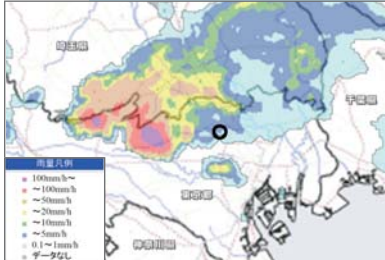 埼玉県
千葉県
東京都
神奈川県
雨量凡例
100mm/h～
～100mm/h
～50mm/h
～20mm/h
～10mm/h
～5mm/h
0.1～1mm/h
データなし